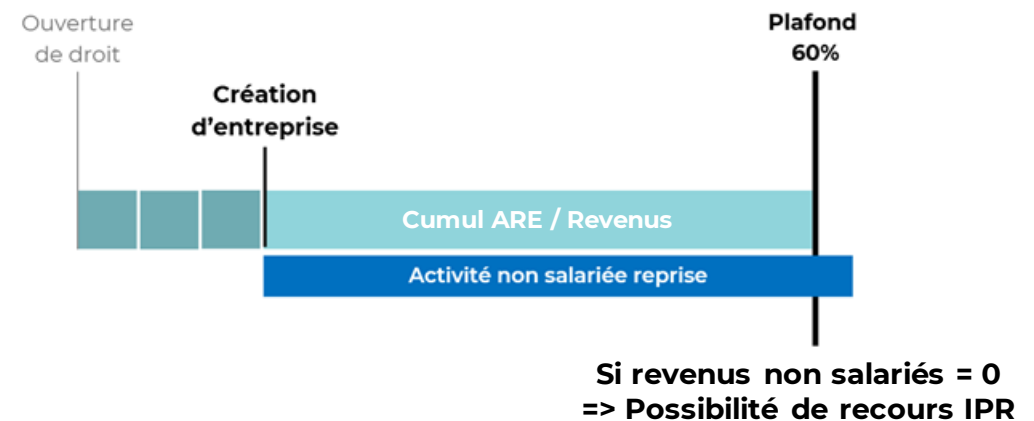 Ouverture
de droit
Plafond
60%
Création
d'entreprise
Cumul ARE / Revenus
Activité non salariée reprise
Si revenus non salariés = 0
=> Possibilité de recours IPR